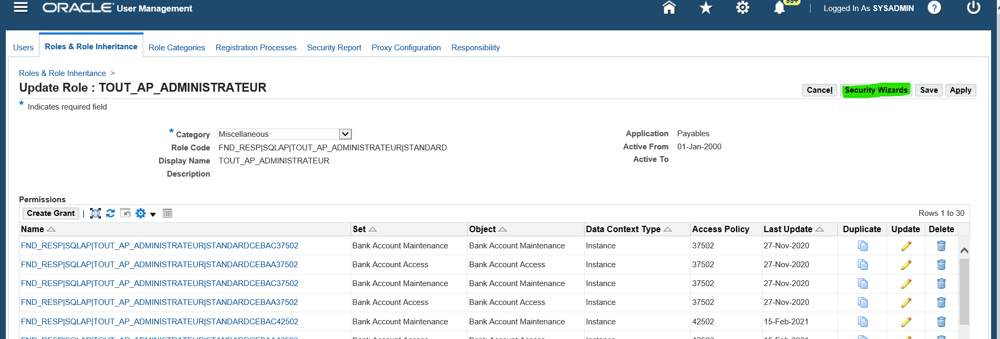 ORACLE® User Management
99+
Logged In As SYSADMIN
?
Users Roles & Role Inheritance Role Categories Registration Processes Security Report Proxy Configuration Responsibility
Roles & Role Inheritance >
Update Role : TOUT_AP_ADMINISTRATEUR
Cancel Security Wizards Save Apply
* Indicates required field
* Category Miscellaneous
Role Code FND_RESP|SQLAP|TOUT_AP_ADMINISTRATEUR|STANDARD
Display Name TOUT_AP_ADMINISTRATEUR
Description
Application Payables
Active From 01-Jan-2000
Active To
Permissions
Create Grant | Rows 1 to 30
Name Set Object Data Context Type Access Policy Last Update Duplicate Update Delete
FND_RESP|SQLAP|TOUT_AP_ADMINISTRATEUR|STANDARDCEBAC37502 Bank Account Maintenance Bank Account Maintenance Instance 37502 27-Nov-2020
FND_RESP|SQLAP|TOUT_AP_ADMINISTRATEUR|STANDARDCEBAA37502 Bank Account Access Bank Account Access Instance 37502 27-Nov-2020
FND_RESP|SQLAP|TOUT_AP_ADMINISTRATEUR|STANDARDCEBAC37502 Bank Account Maintenance Bank Account Maintenance Instance 37502 27-Nov-2020
FND_RESP|SQLAP|TOUT_AP_ADMINISTRATEUR|STANDARDCEBAA37502 Bank Account Access Bank Account Access Instance 37502 27-Nov-2020
FND_RESP|SQLAP|TOUT_AP_ADMINISTRATEUR|STANDARDCEBAC42502 Bank Account Maintenance Bank Account Maintenance Instance 42502 15-Feb-2021